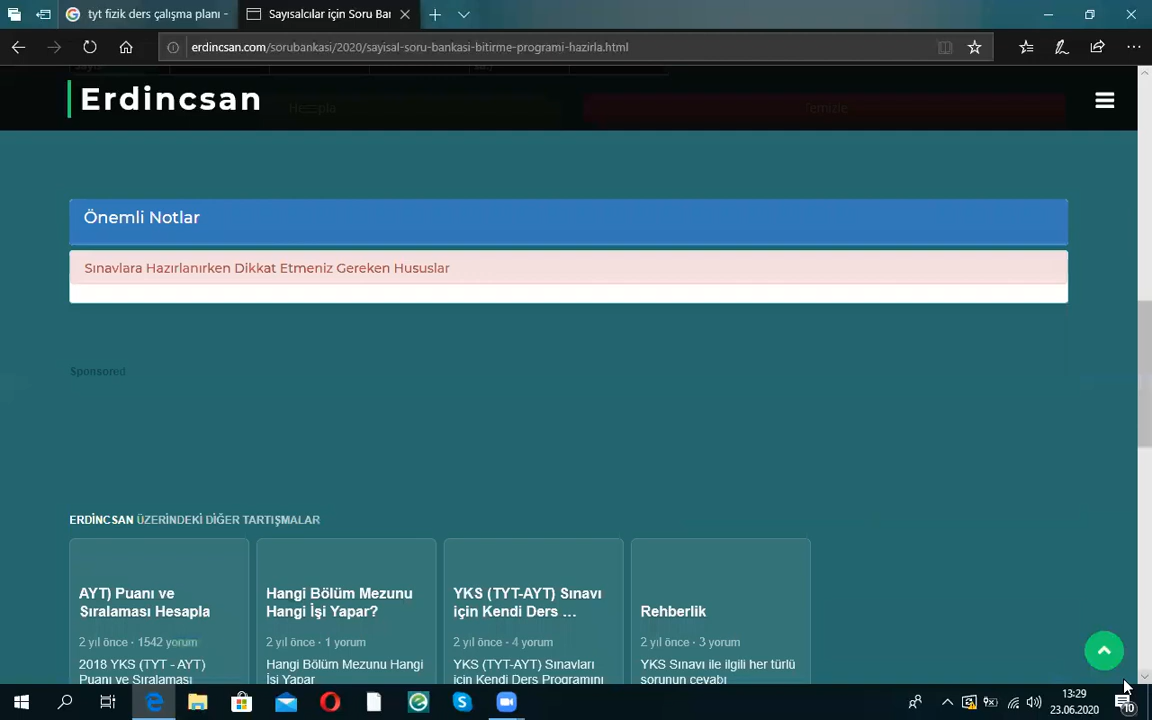 tyt fizik ders çalışma planı -
Sayısalcılar için Soru Ban
erdincsan.com/sorubankasi/2020/sayisal-soru-bankasi-bitirme-programi-hazirla.html
Erdincsan
Hesapla
Temizle
Önemli Notlar
Sınavlara Hazırlanırken Dikkat Etmeniz Gereken Hususlar
Sponsored
ERDİNCSAN ÜZERİNDEKİ DİĞER TARTIŞMALAR
AYT) Puanı ve
Sıralaması Hesapla
2 yıl önce · 1542 yorum
2018 YKS (TYT - AYT)
Puanı ve Sıralaması
Hangi Bölüm Mezunu
Hangi İşi Yapar?
2 yıl önce · 1 yorum
Hangi Bölüm Mezunu Hangi
İşi Yapar
YKS (TYT-AYT) Sınavı
için Kendi Ders ...
2 yıl önce · 4 yorum
YKS (TYT-AYT) Sınavları
için Kendi Ders Programını
Rehberlik
2 yıl önce · 3 yorum
YKS Sınavı ile ilgili her türlü
sorunun cevabı
13:29
23.06.2020
10